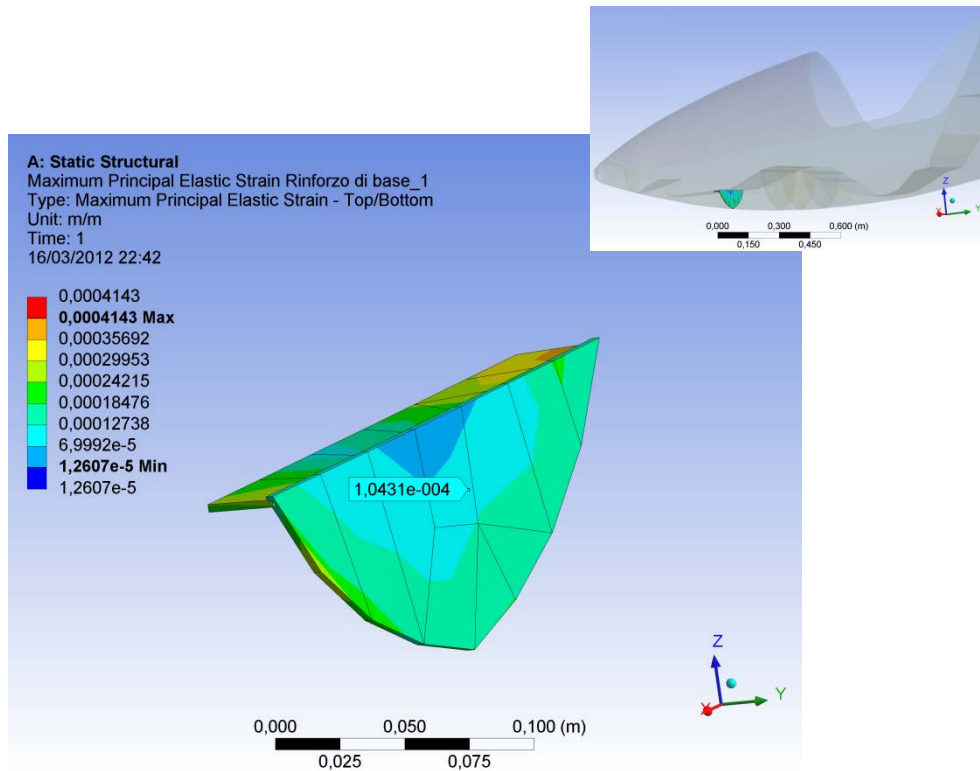 A: Static Structural
Maximum Principal Elastic Strain Rinforzo di base_1
Type: Maximum Principal Elastic Strain - Top/Bottom
Unit: m/m
Time: 1
16/03/2012 22:42
0,0004143
0,0004143 Max
0,00035692
0,00029953
0,00024215
0,00018476
0,00012738
6,9992e-5
1,2607e-5 Min
1,2607e-5
1,0431e-004
0,000 0,050 0,100 (m)
0,025 0,075
Z
Y
X
0,000 0,300 0,600 (m)
0,150 0,450
Z
Y
X